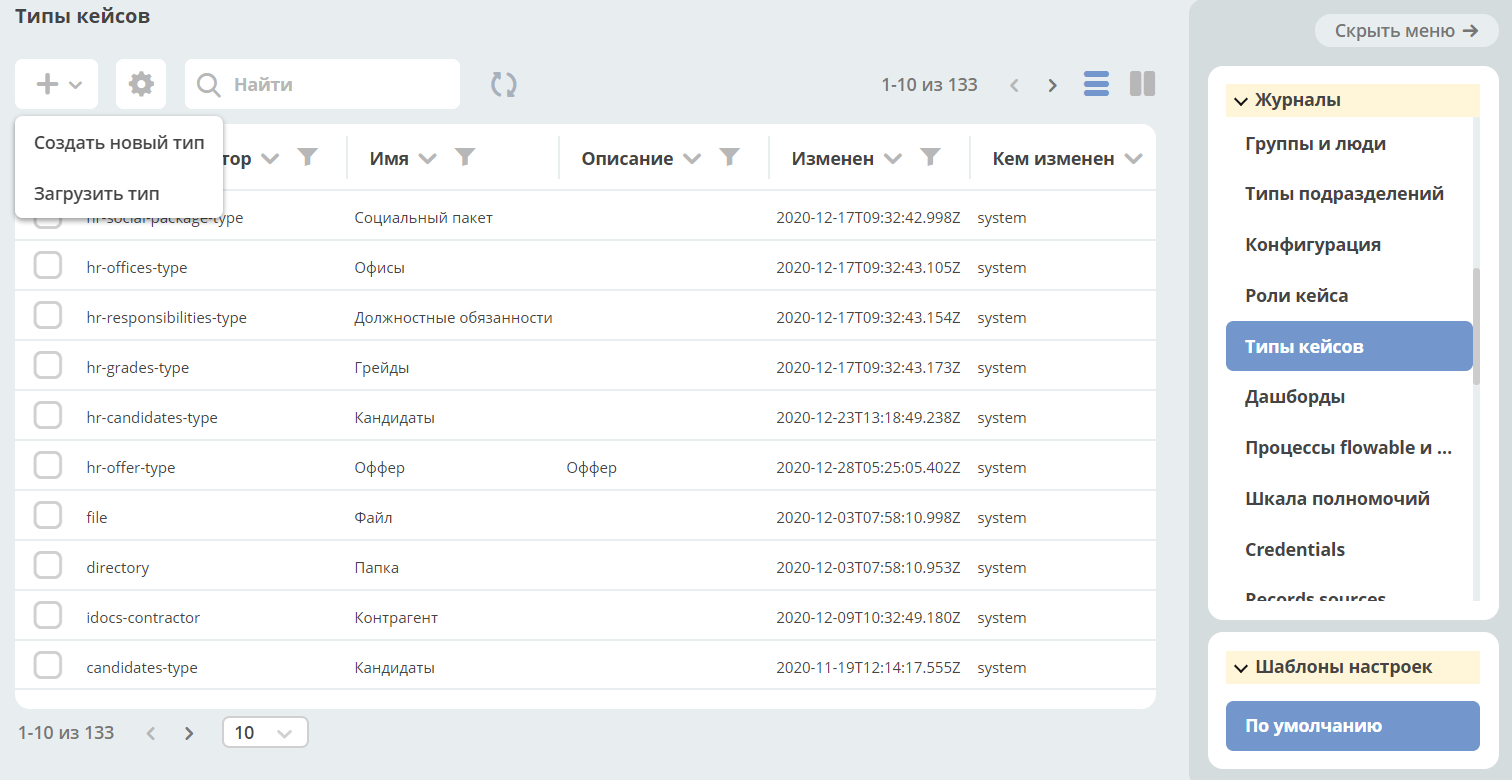 Типы кейсов
Скрыть меню
Найти
1-10 из 133
Создать новый тип
Загрузить тип
тор Имя Описание Изменен Кем изменен
hr-social-package-type Социальный пакет 2020-12-17T09:32:42.998Z system
hr-offices-type Офисы 2020-12-17T09:32:43.105Z system
hr-responsibilities-type Должностные обязанности 2020-12-17T09:32:43.154Z system
hr-grades-type Грейды 2020-12-17T09:32:43.173Z system
hr-candidates-type Кандидаты 2020-12-23T13:18:49.238Z system
hr-offer-type Оффер Оффер 2020-12-28T05:25:05.402Z system
file Файл 2020-12-03T07:58:10.998Z system
directory Папка 2020-12-03T07:58:10.953Z system
idocs-contractor Контрагент 2020-12-09T10:32:49.180Z system
candidates-type Кандидаты 2020-11-19T12:14:17.555Z system
1-10 из 133 10
Журналы
Группы и люди
Типы подразделений
Конфигурация
Роли кейса
Типы кейсов
Дашборды
Процессы flowable и ...
Шкала полномочий
Credentials
Records sources
Шаблоны настроек
По умолчанию